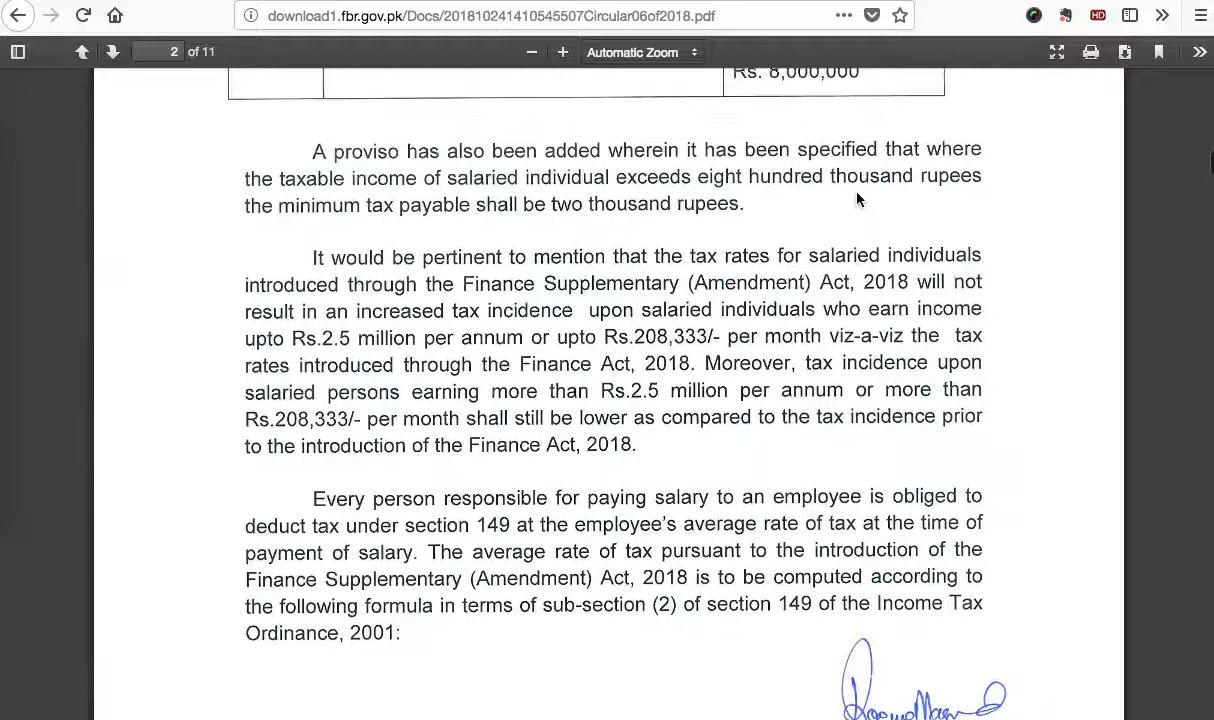 download1.fbr.gov.pk/Docs/201810241410545507Circular06of2018.pdf
HD
2 of 11
Automatic Zoom
Rs. 8,000,000
A proviso has also been added wherein it has been specified that where
the taxable income of salaried individual exceeds eight hundred thousand rupees
the minimum tax payable shall be two thousand rupees.
It would be pertinent to mention that the tax rates for salaried individuals
introduced through the Finance Supplementary (Amendment) Act, 2018 will not
result in an increased tax incidence upon salaried individuals who earn income
upto Rs.2.5 million per annum or upto Rs.208,333/- per month viz-a-viz the tax
rates introduced through the Finance Act, 2018. Moreover, tax incidence upon
salaried persons earning more than Rs.2.5 million per annum or more than
Rs.208,333/- per month shall still be lower as compared to the tax incidence prior
to the introduction of the Finance Act, 2018.
Every person responsible for paying salary to an employee is obliged to
deduct tax under section 149 at the employee's average rate of tax at the time of
payment of salary. The average rate of tax pursuant to the introduction of the
Finance Supplementary (Amendment) Act, 2018 is to be computed according to
the following formula in terms of sub-section (2) of section 149 of the Income Tax
Ordinance, 2001: